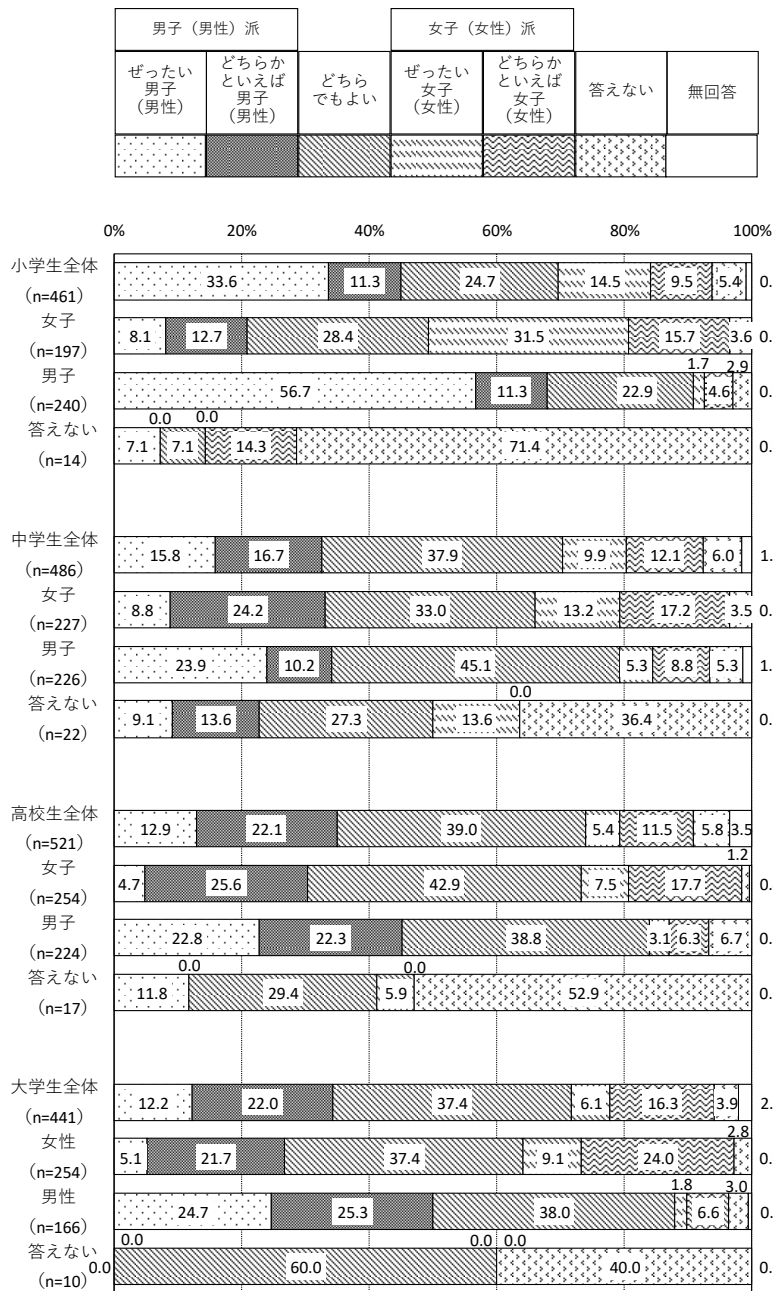 男子（男性）派 女子（女性）派
ぜったい
男子
（男性）
どちらか
といえば
男子
（男性）
どちら
でもよい
ぜったい
女子
（女性）
どちらか
といえば
女子
（女性）
答えない
無回答
0% 20% 40% 60% 80% 100%
小学生全体
（n=461）
33.6 11.3 24.7 14.5 9.5 5.4 0.
女子
（n=197）
8.1 12.7 28.4 31.5 15.7 3.6 0.
男子
（n=240）
56.7 11.3 22.9 1.7 4.6 2.9 0.
答えない
（n=14）
7.1 0.0 7.1 0.0 14.3 71.4 0.
中学生全体
（n=486）
15.8 16.7 37.9 9.9 12.1 6.0 1.
女子
（n=227）
8.8 24.2 33.0 13.2 17.2 3.5 0.
男子
（n=226）
23.9 10.2 45.1 5.3 8.8 5.3 1.
答えない
（n=22）
9.1 13.6 27.3 13.6 0.0 36.4 0.
高校生全体
（n=521）
12.9 22.1 39.0 5.4 11.5 5.8 3.5
女子
（n=254）
4.7 25.6 42.9 7.5 17.7 1.2 0.
男子
（n=224）
22.8 22.3 38.8 3.1 6.3 6.7 0.
答えない
（n=17）
11.8 0.0 29.4 5.9 0.0 52.9 0.
大学生全体
（n=441）
12.2 22.0 37.4 6.1 16.3 3.9 2.
女性
（n=254）
5.1 21.7 37.4 9.1 24.0 2.8 0.
男性
（n=166）
24.7 25.3 38.0 1.8 6.6 3.0 0.
答えない
（n=10）
0.0 0.0 60.0 0.0 0.0 40.0 0.